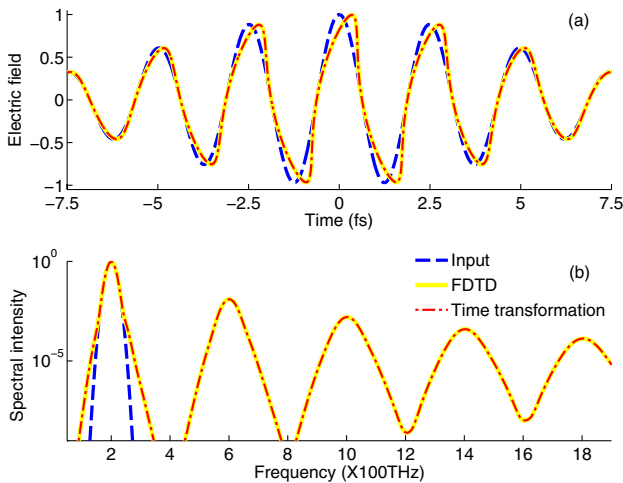 (a)
Electric field
1
0.5
0
−0.5
−1
−7.5 −5 −2.5 0 2.5 5 7.5
Time (fs)
(b)
Input
FDTD
Time transformation
Spectral intensity
10^0
10^−5
2 4 6 8 10 12 14 16 18
Frequency (X100THz)